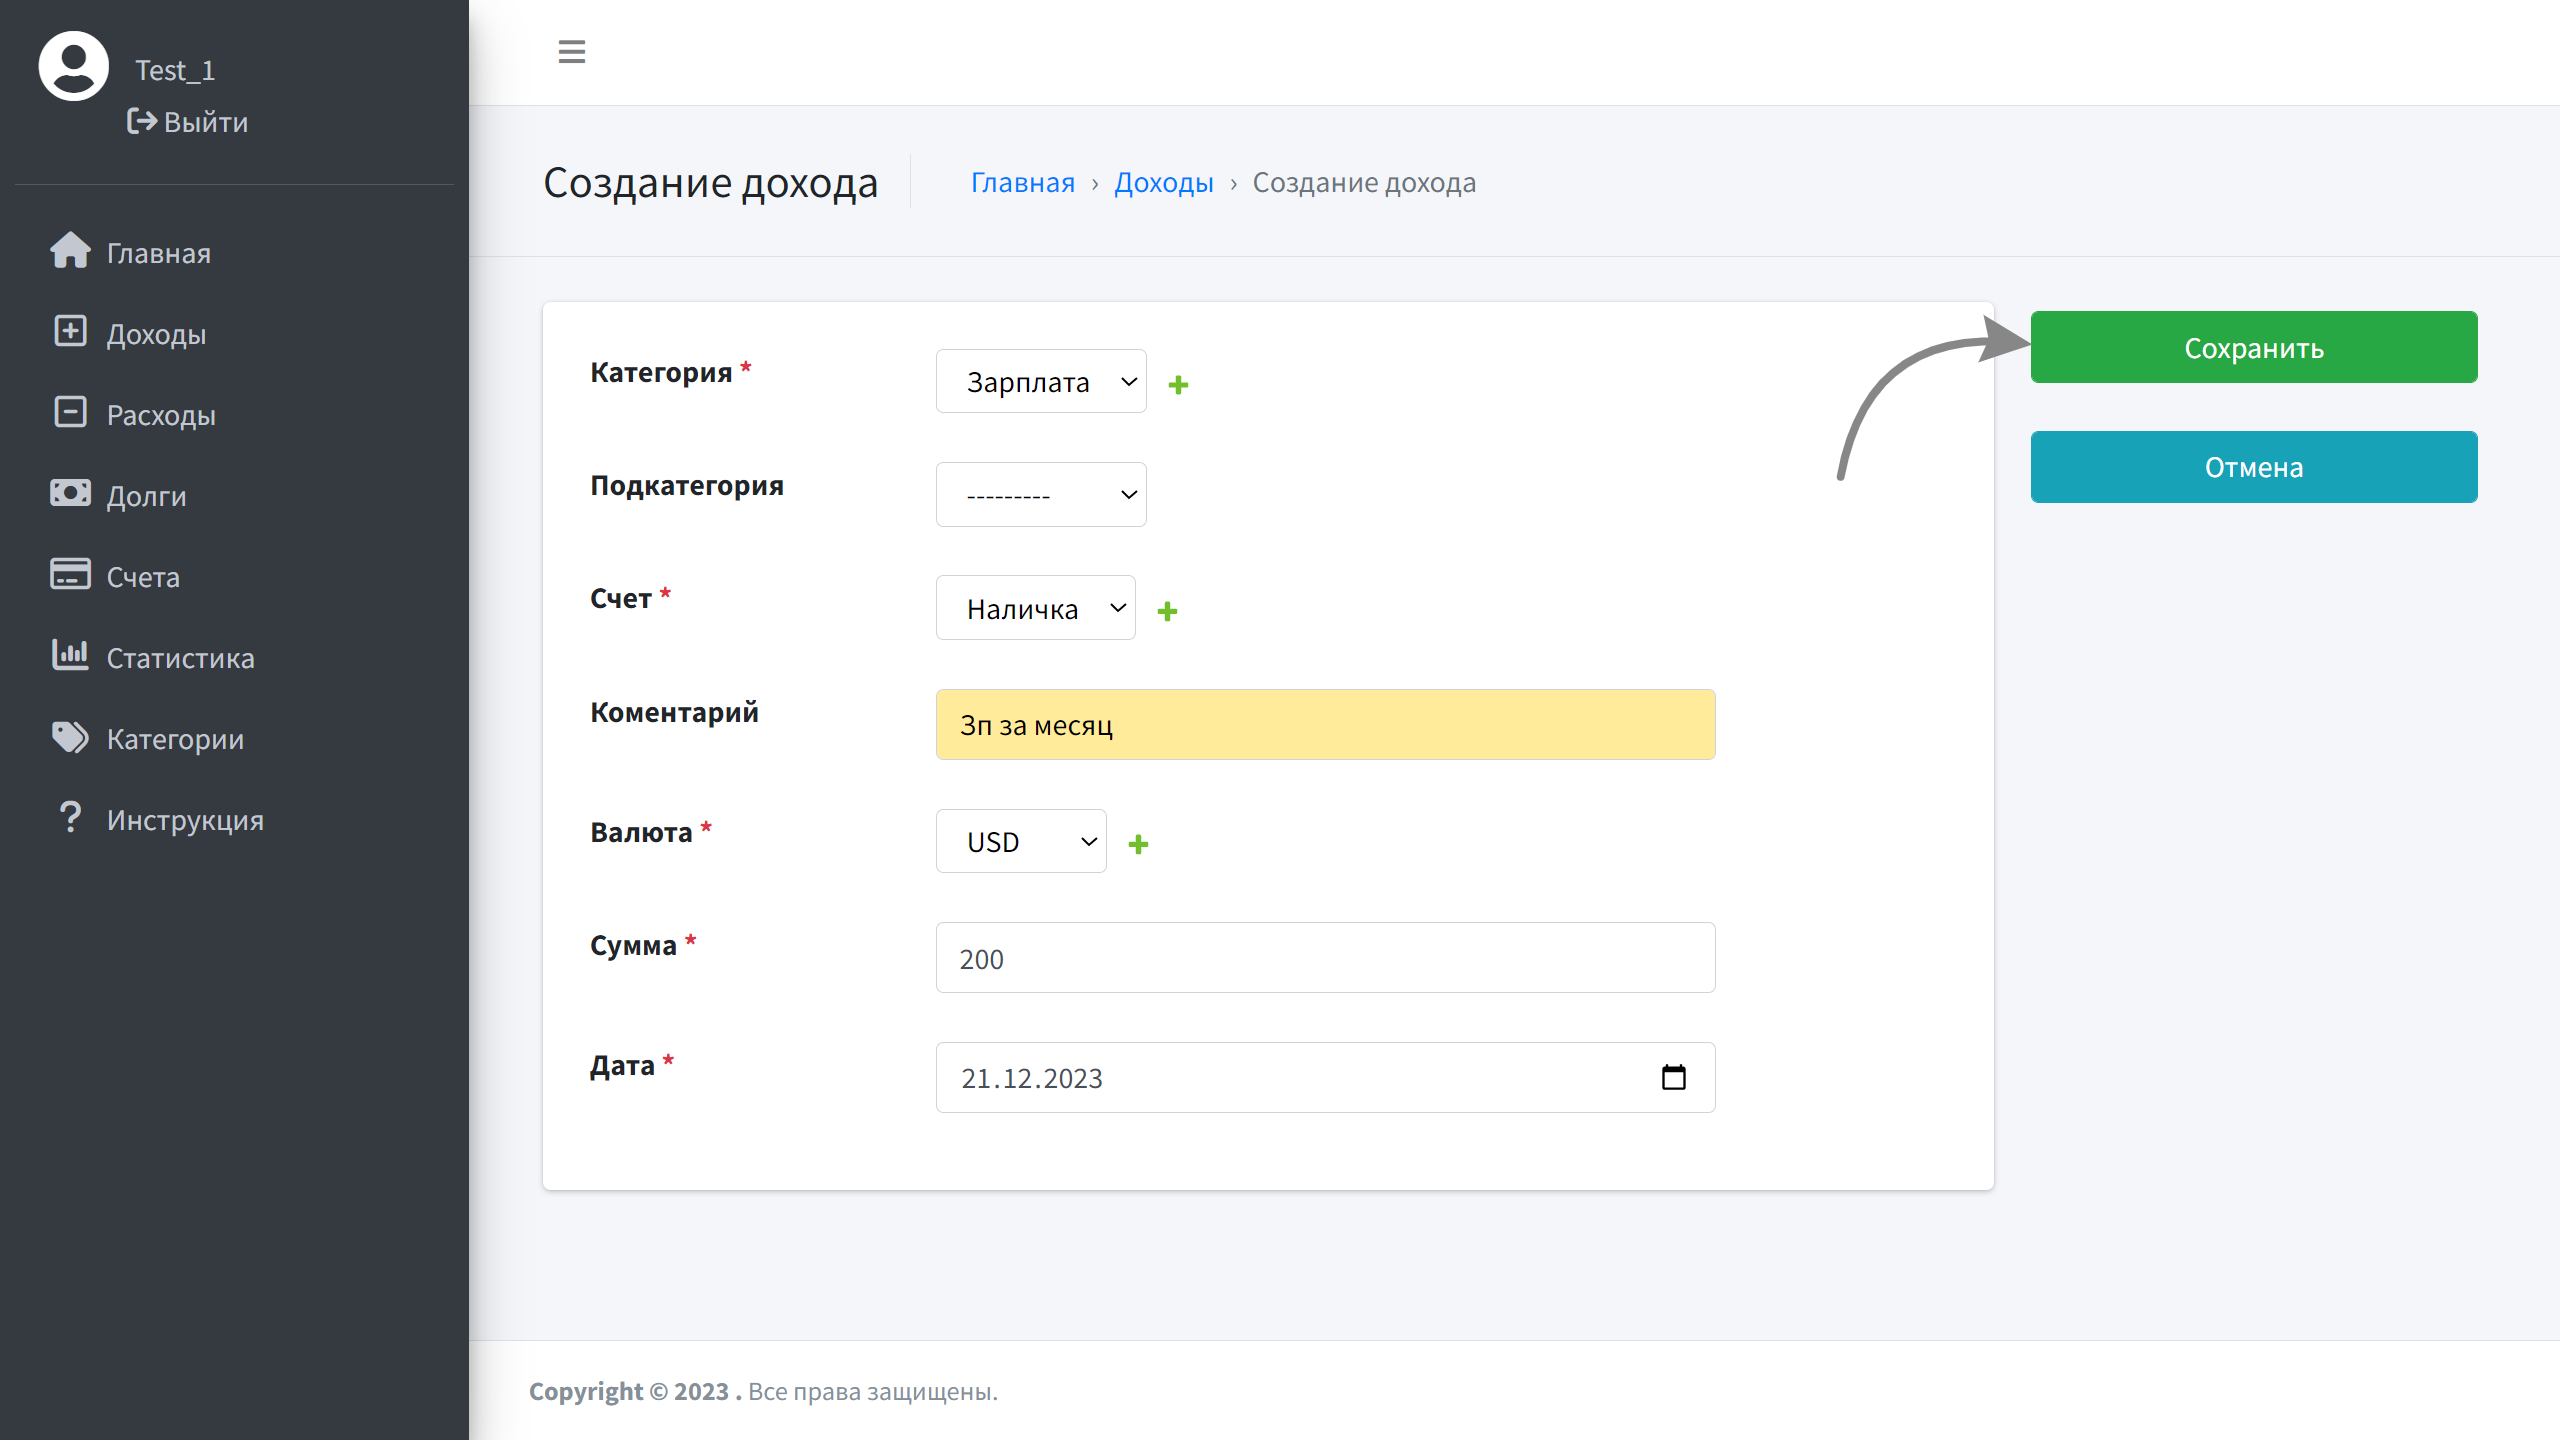 Test_1
Выйти
Главная
Доходы
Расходы
Долги
Счета
Статистика
Категории
Инструкция
Создание дохода
Главная › Доходы › Создание дохода
Категория * Зарплата
Подкатегория ---------
Счет * Наличка
Коментарий Зп за месяц
Валюта * USD
Сумма * 200
Дата * 21.12.2023
Сохранить
Отмена
Copyright © 2023 . Все права защищены.